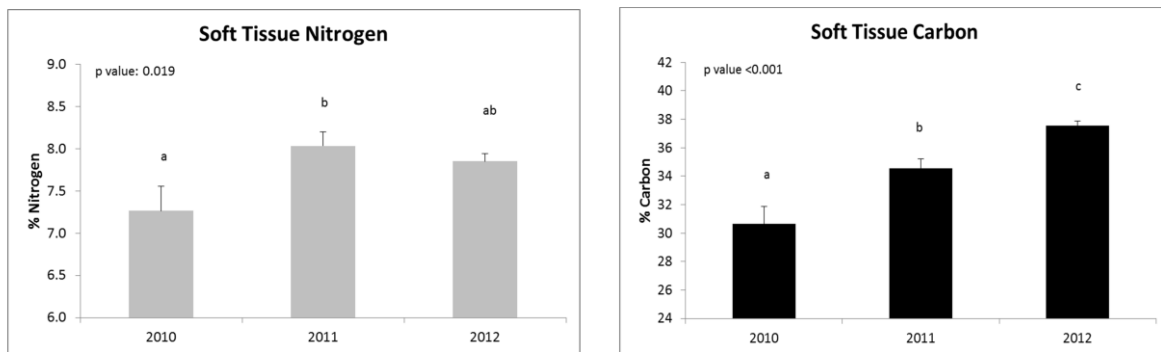 Soft Tissue Nitrogen
p value: 0.019
% Nitrogen
9.0
8.5
8.0
7.5
7.0
6.5
6.0
a
b
ab
2010
2011
2012
Soft Tissue Carbon
p value <0.001
% Carbon
42
40
38
36
34
32
30
28
26
24
a
b
c
2010
2011
2012